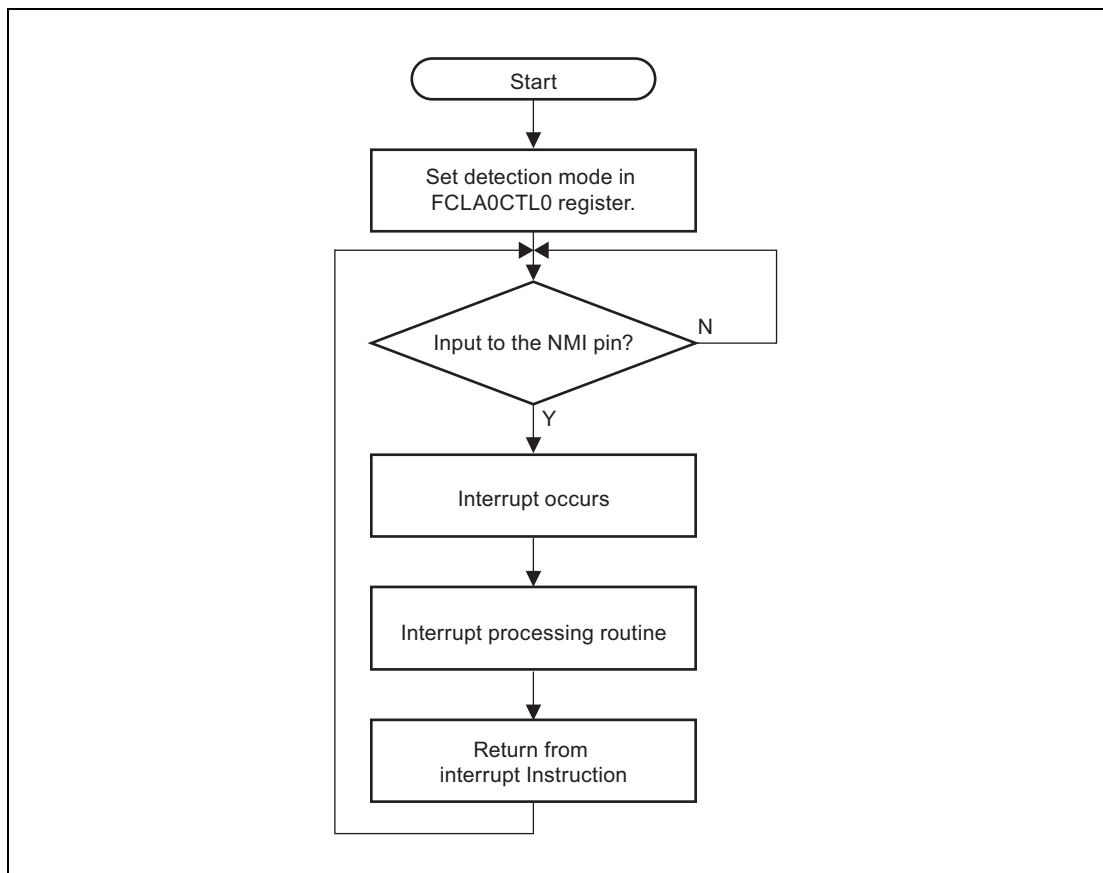 Start
Set detection mode in
FCLA0CTL0 register.
Input to the NMI pin?
N
Y
Interrupt occurs
Interrupt processing routine
Return from
interrupt Instruction